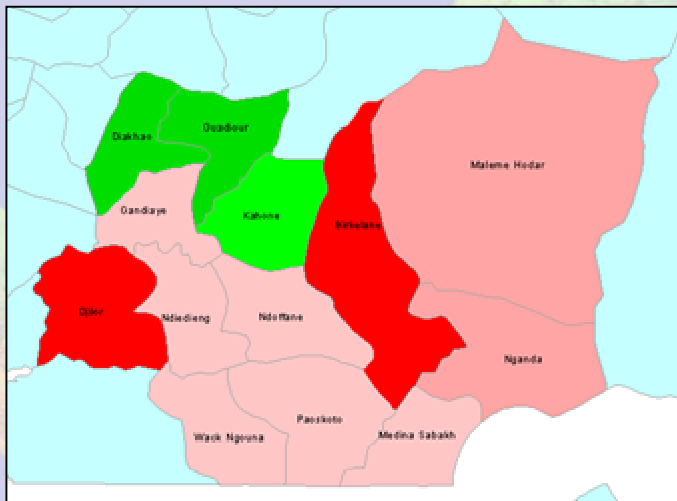 Diakhao
Ouadiour
Maleme Hodar
Gandiaye
Kahone
Birkelane
Djilor
Ndiedieng
Ndoffane
Nganda
Paoskoto
Wack Ngouna
Medina Sabakh